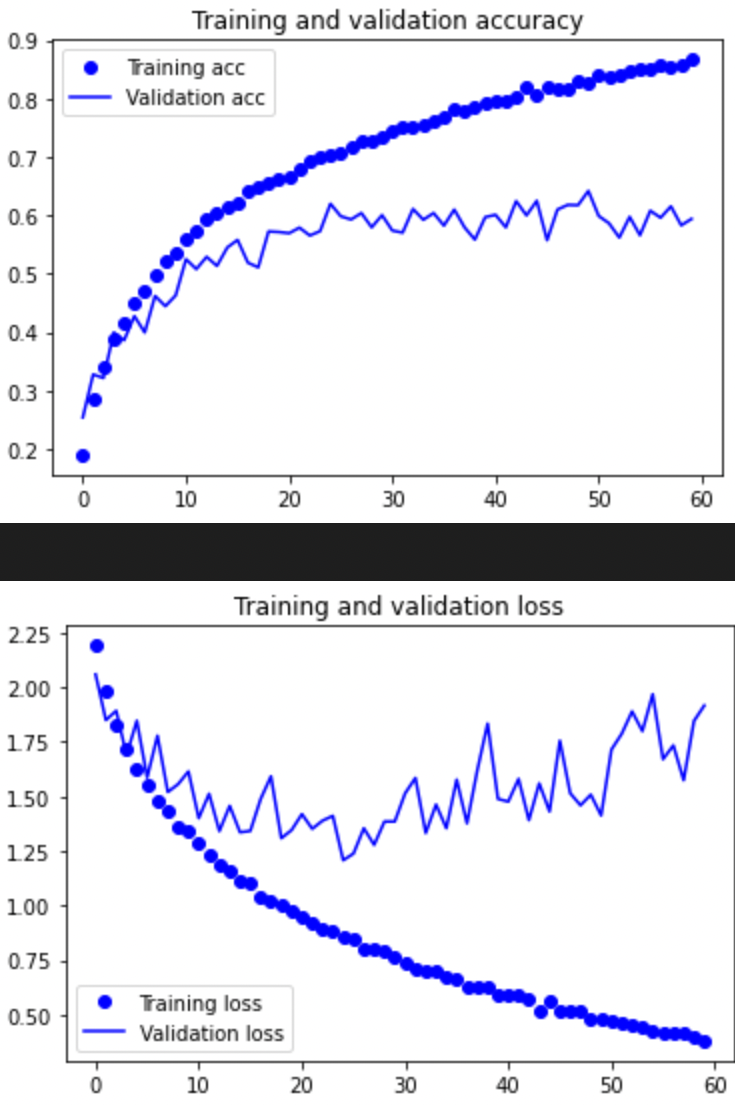 Training and validation accuracy
0.9
Training acc
0.8
Validation acc
0.7
0.6
0.5
0.4
0.3
0.2
0 10 20 30 40 50 60
Training and validation loss
2.25
2.00
1.75
1.50
1.25
1.00
0.75
Training loss
0.50
Validation loss
0 10 20 30 40 50 60